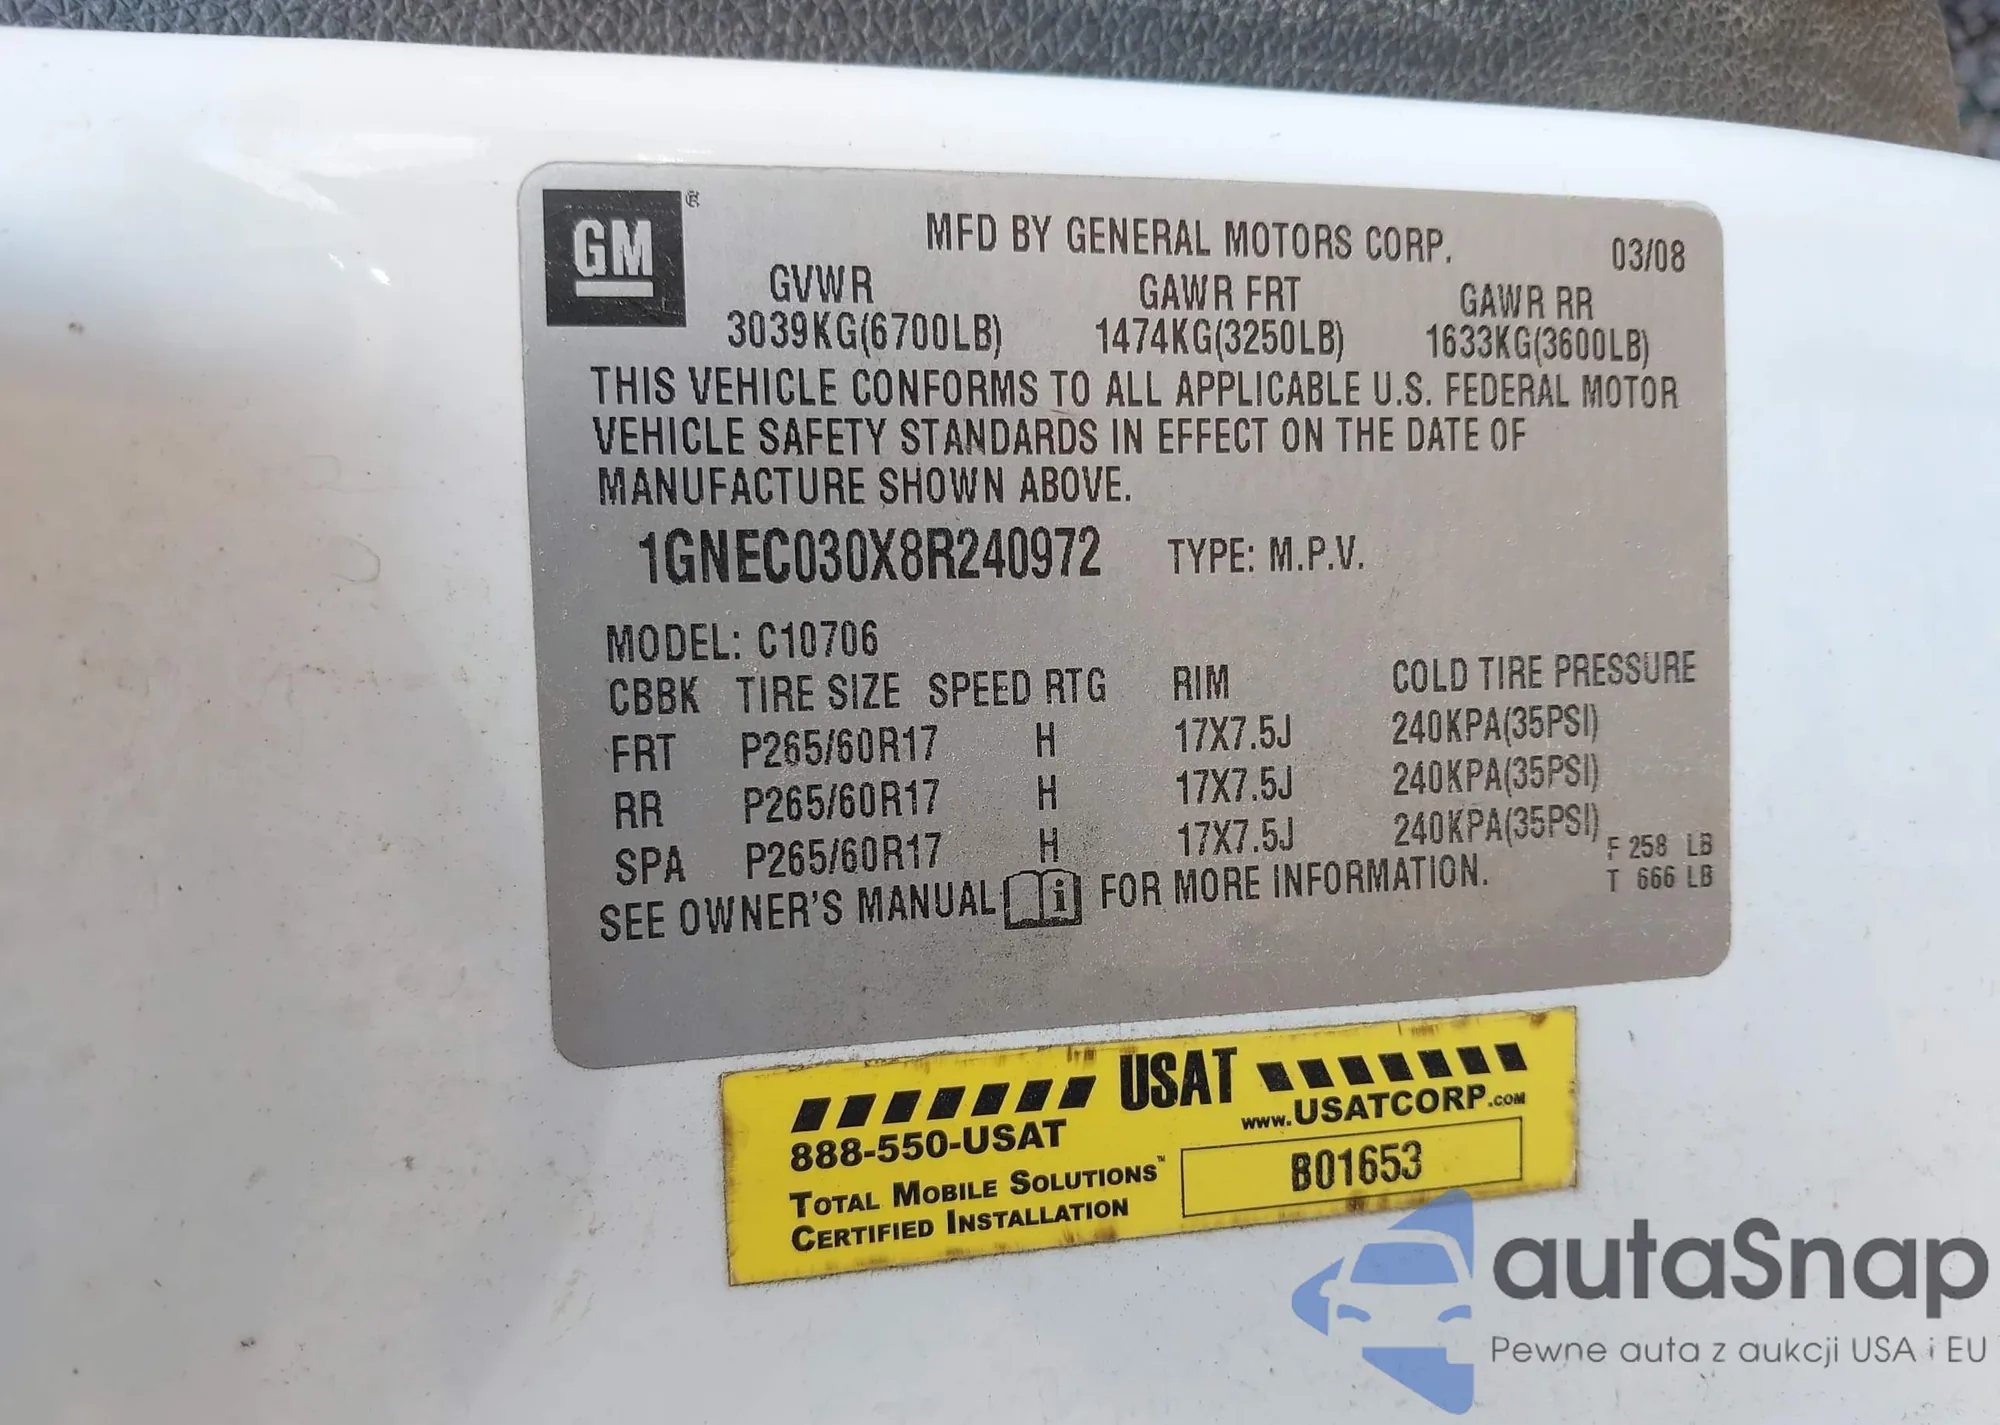 GM
®
MFD BY GENERAL MOTORS CORP. 03/08
GVWR GAWR FRT GAWR RR
3039KG(6700LB) 1474KG(3250LB) 1633KG(3600LB)
THIS VEHICLE CONFORMS TO ALL APPLICABLE U.S. FEDERAL MOTOR
VEHICLE SAFETY STANDARDS IN EFFECT ON THE DATE OF
MANUFACTURE SHOWN ABOVE.
1GNEC030X8R240972 TYPE: M.P.V.
MODEL: C10706
CBBK TIRE SIZE SPEED RTG RIM COLD TIRE PRESSURE
FRT P265/60R17 H 17X7.5J 240KPA(35PSI)
RR P265/60R17 H 17X7.5J 240KPA(35PSI)
SPA P265/60R17 H 17X7.5J 240KPA(35PSI)
F 258 LB
T 666 LB
SEE OWNER'S MANUAL i FOR MORE INFORMATION.
USAT
888-550-USAT www.USATCORP.com
TOTAL MOBILE SOLUTIONS™
CERTIFIED INSTALLATION
B01653
autaSnap
Pewne auta z aukcji USA i EU